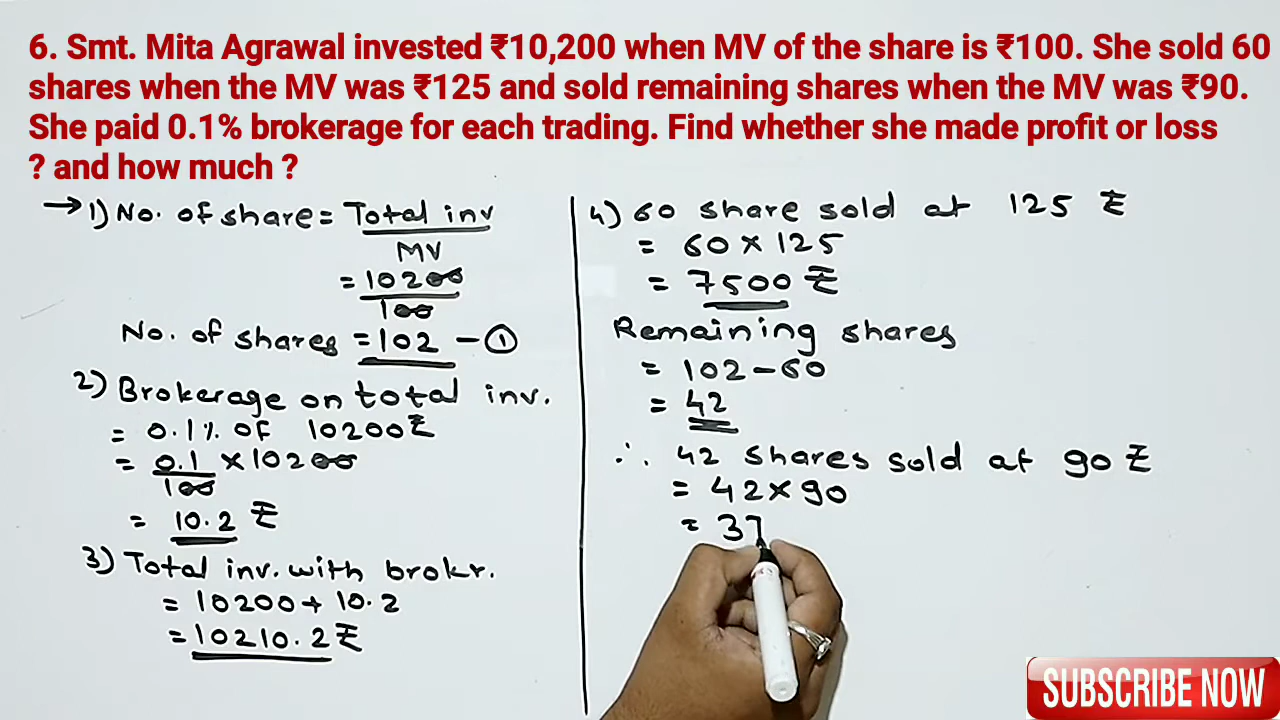 6. Smt. Mita Agrawal invested ₹10,200 when MV of the share is ₹100. She sold 60
shares when the MV was ₹125 and sold remaining shares when the MV was ₹90.
She paid 0.1% brokerage for each trading. Find whether she made profit or loss
? and how much ?
→ 1) No. of share = Total inv
MV
= 10200
100
No. of shares = 102 — ①
2) Brokerage on total inv.
= 0.1% of 10200 ₹
= 0.1 × 10200
100
= 10.2 ₹
3) Total inv. with brokr.
= 10200 + 10.2
= 10210.2 ₹
4) 60 share sold at 125 ₹
= 60 × 125
= 7500 ₹
Remaining shares
= 102 - 60
= 42
∴ 42 shares sold at 90 ₹
= 42 × 90
= 37
SUBSCRIBE NOW